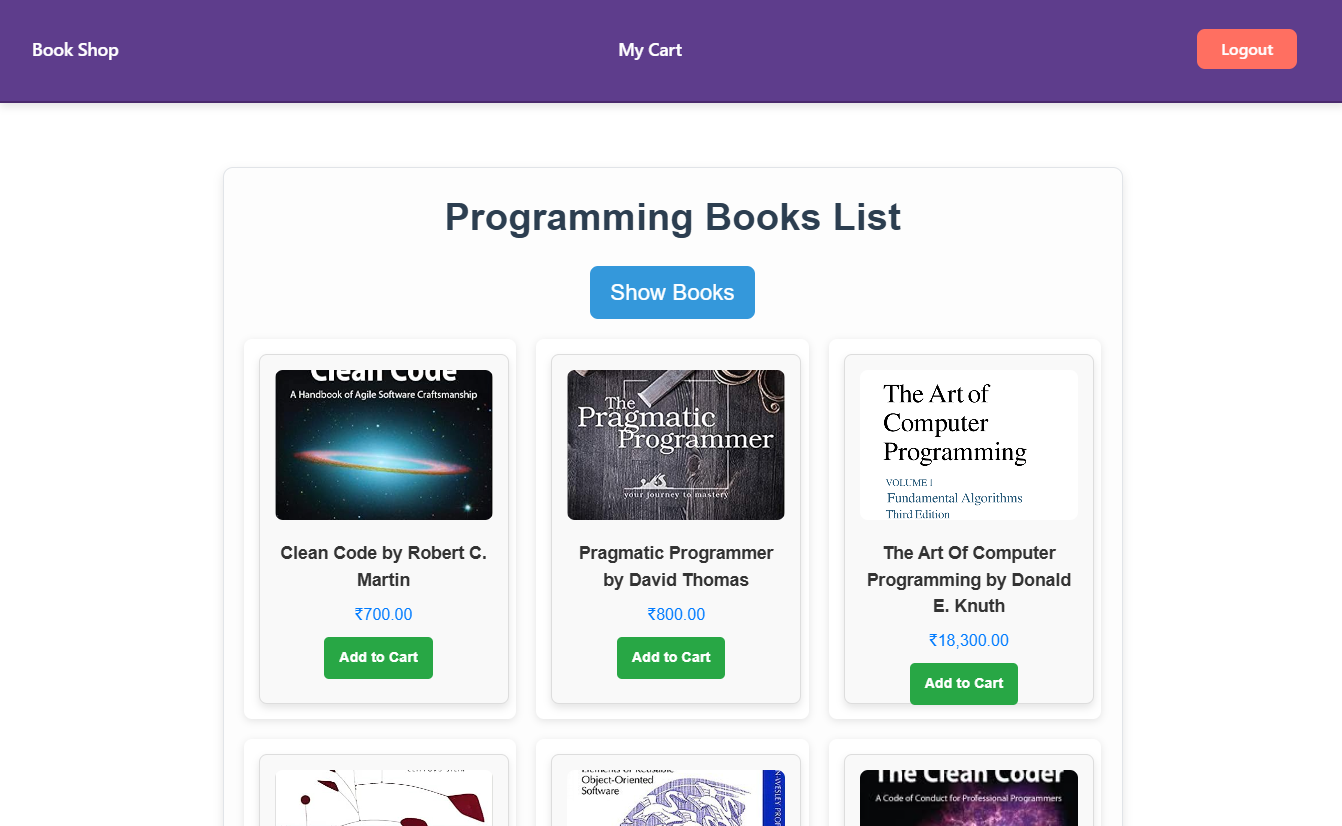 Book Shop
My Cart
Logout
Programming Books List
Show Books
Clean Code
A Handbook of Agile Software Craftsmanship
Clean Code by Robert C.
Martin
₹700.00
Add to Cart
The
Pragmatic
Programmer
your journey to mastery
Pragmatic Programmer
by David Thomas
₹800.00
Add to Cart
The Art of
Computer
Programming
VOLUME 1
Fundamental Algorithms
Third Edition
The Art Of Computer
Programming by Donald
E. Knuth
₹18,300.00
Add to Cart
Elements of Reusable
Object-Oriented
Software
The Clean Coder
A Code of Conduct for Professional Programmers